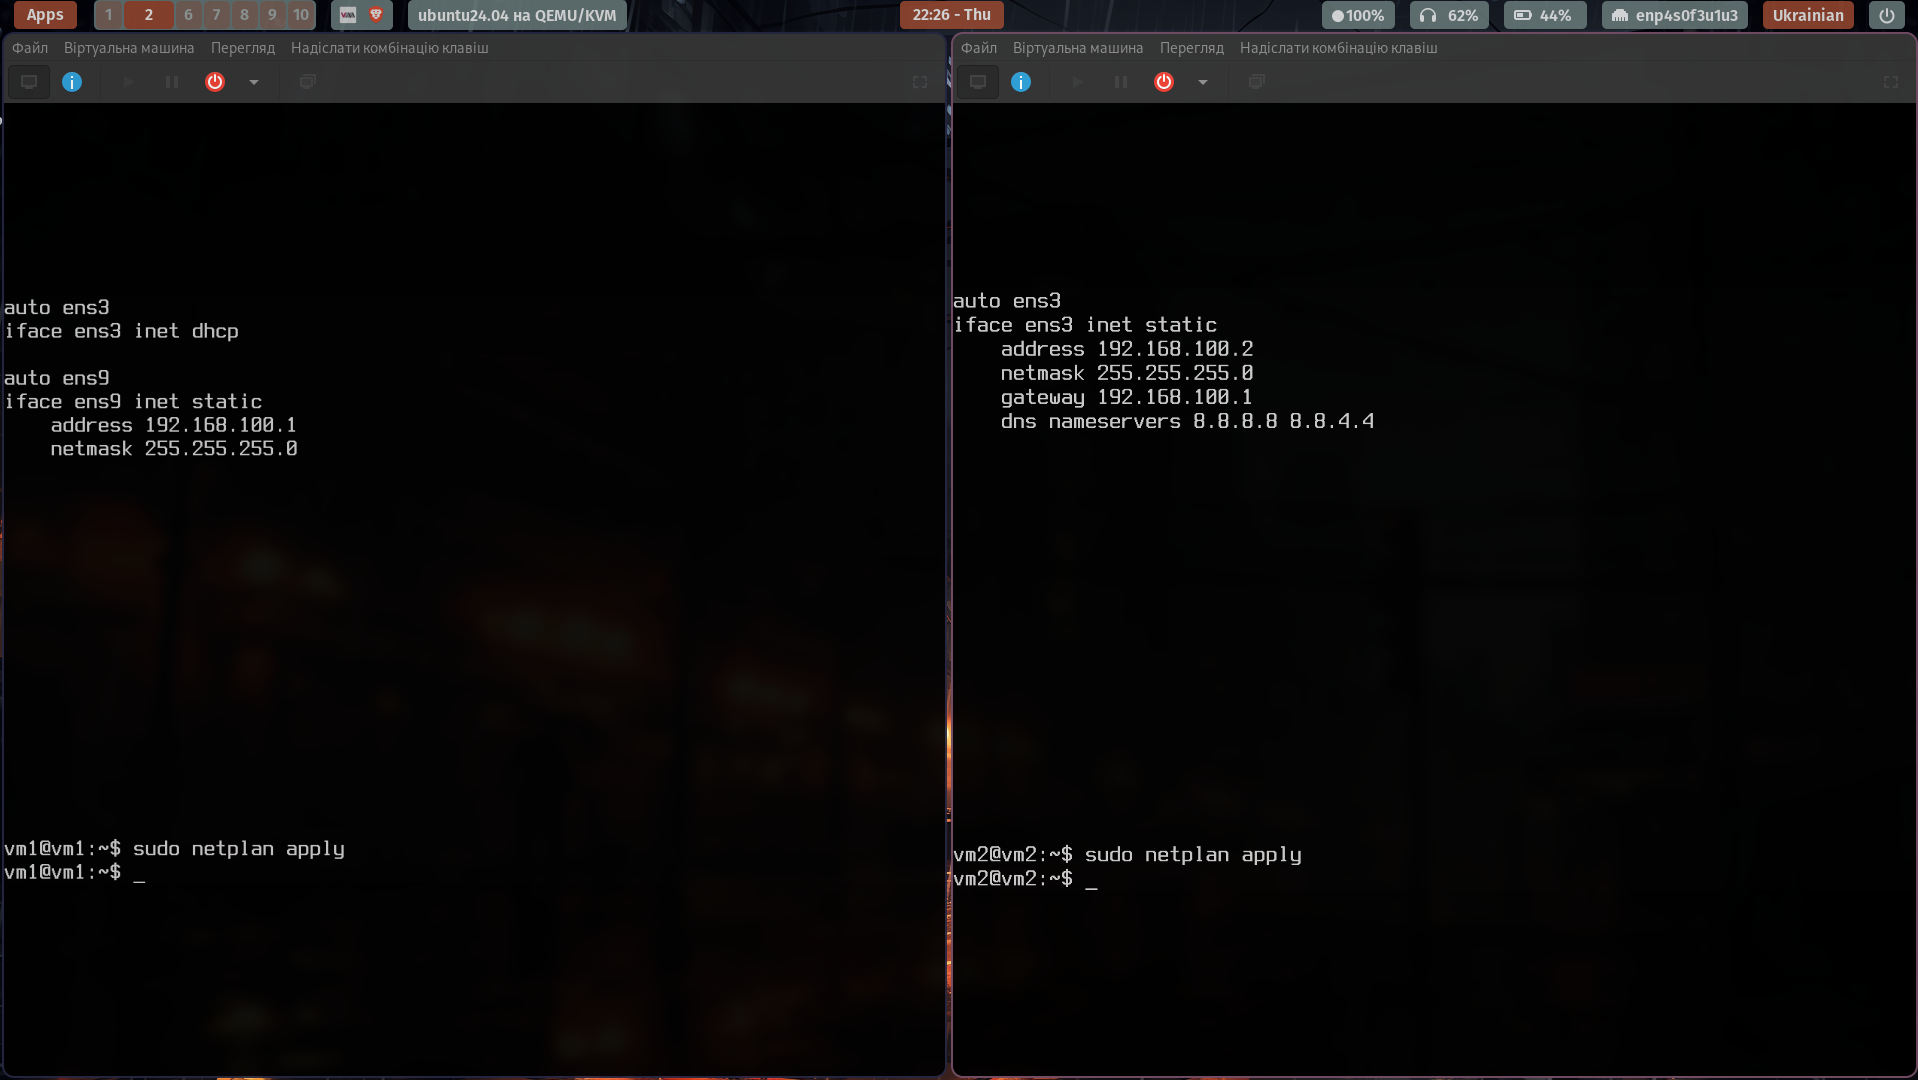 Apps 1 2 6 7 8 9 10 ubuntu24.04 на QEMU/KVM 22:26 - Thu 100% 62% 44% enp4s0f3u1u3 Ukrainian
Файл Віртуальна машина Перегляд Надіслати комбінацію клавіш
auto ens3
iface ens3 inet dhcp
auto ens9
iface ens9 inet static
address 192.168.100.1
netmask 255.255.255.0
vm1@vm1:~$ sudo netplan apply
vm1@vm1:~$ _
Файл Віртуальна машина Перегляд Надіслати комбінацію клавіш
auto ens3
iface ens3 inet static
address 192.168.100.2
netmask 255.255.255.0
gateway 192.168.100.1
dns nameservers 8.8.8.8 8.8.4.4
vm2@vm2:~$ sudo netplan apply
vm2@vm2:~$ _